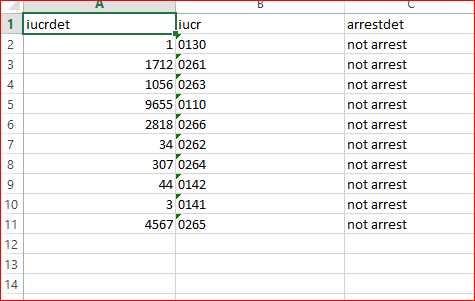 A B C
1 iucrdet iucr arrestdet
2 1 0130 not arrest
3 1712 0261 not arrest
4 1056 0263 not arrest
5 9655 0110 not arrest
6 2818 0266 not arrest
7 34 0262 not arrest
8 307 0264 not arrest
9 44 0142 not arrest
10 3 0141 not arrest
11 4567 0265 not arrest
12
13
14